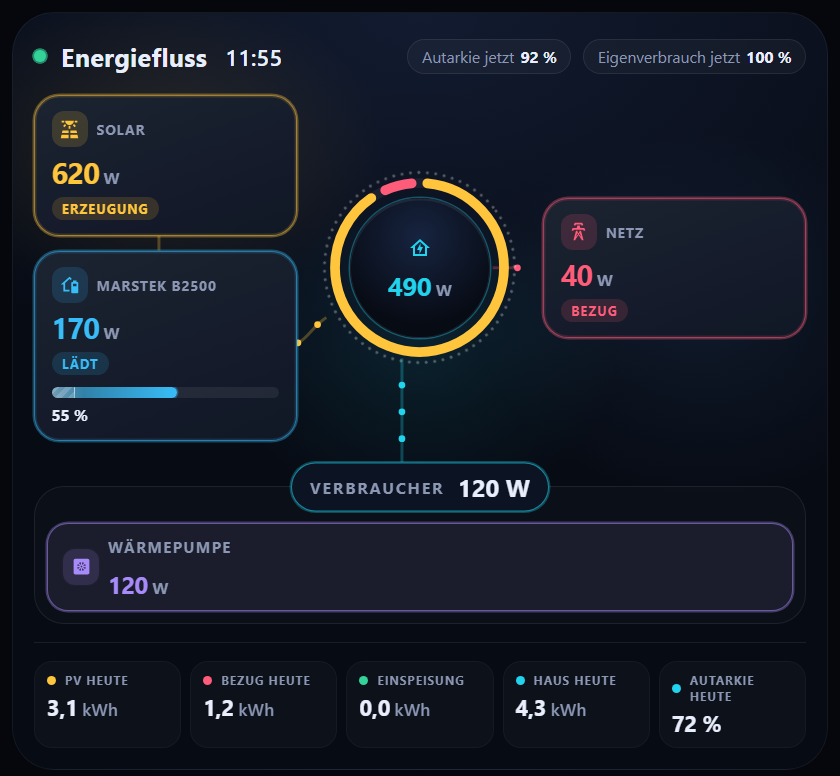 Energiefluss 11:55
Autarkie jetzt 92 %
Eigenverbrauch jetzt 100 %
SOLAR
620 W
ERZEUGUNG
MARSTEK B2500
170 W
LÄDT
55 %
490 W
NETZ
40 W
BEZUG
VERBRAUCHER 120 W
WÄRMEPUMPE
120 W
PV HEUTE
3,1 kWh
BEZUG HEUTE
1,2 kWh
EINSPEISUNG
0,0 kWh
HAUS HEUTE
4,3 kWh
AUTARKIE
HEUTE
72 %